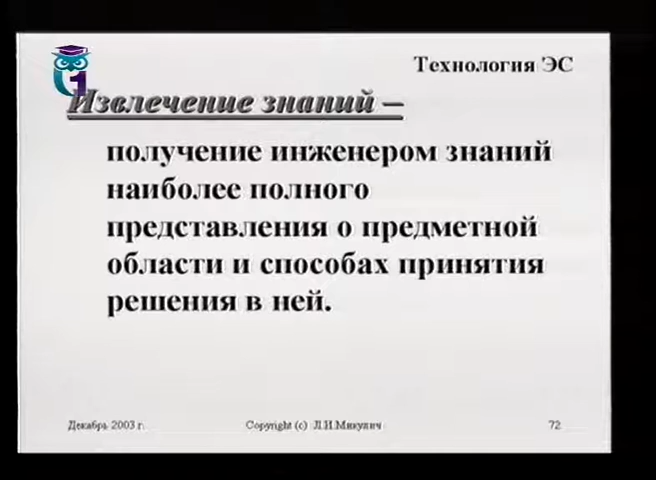 Технология ЭС
1
Извлечение знаний –
получение инженером знаний
наиболее полного
представления о предметной
области и способах принятия
решения в ней.
Декабрь 2003 г.
Copyright (c) Л.И.Микулич
72